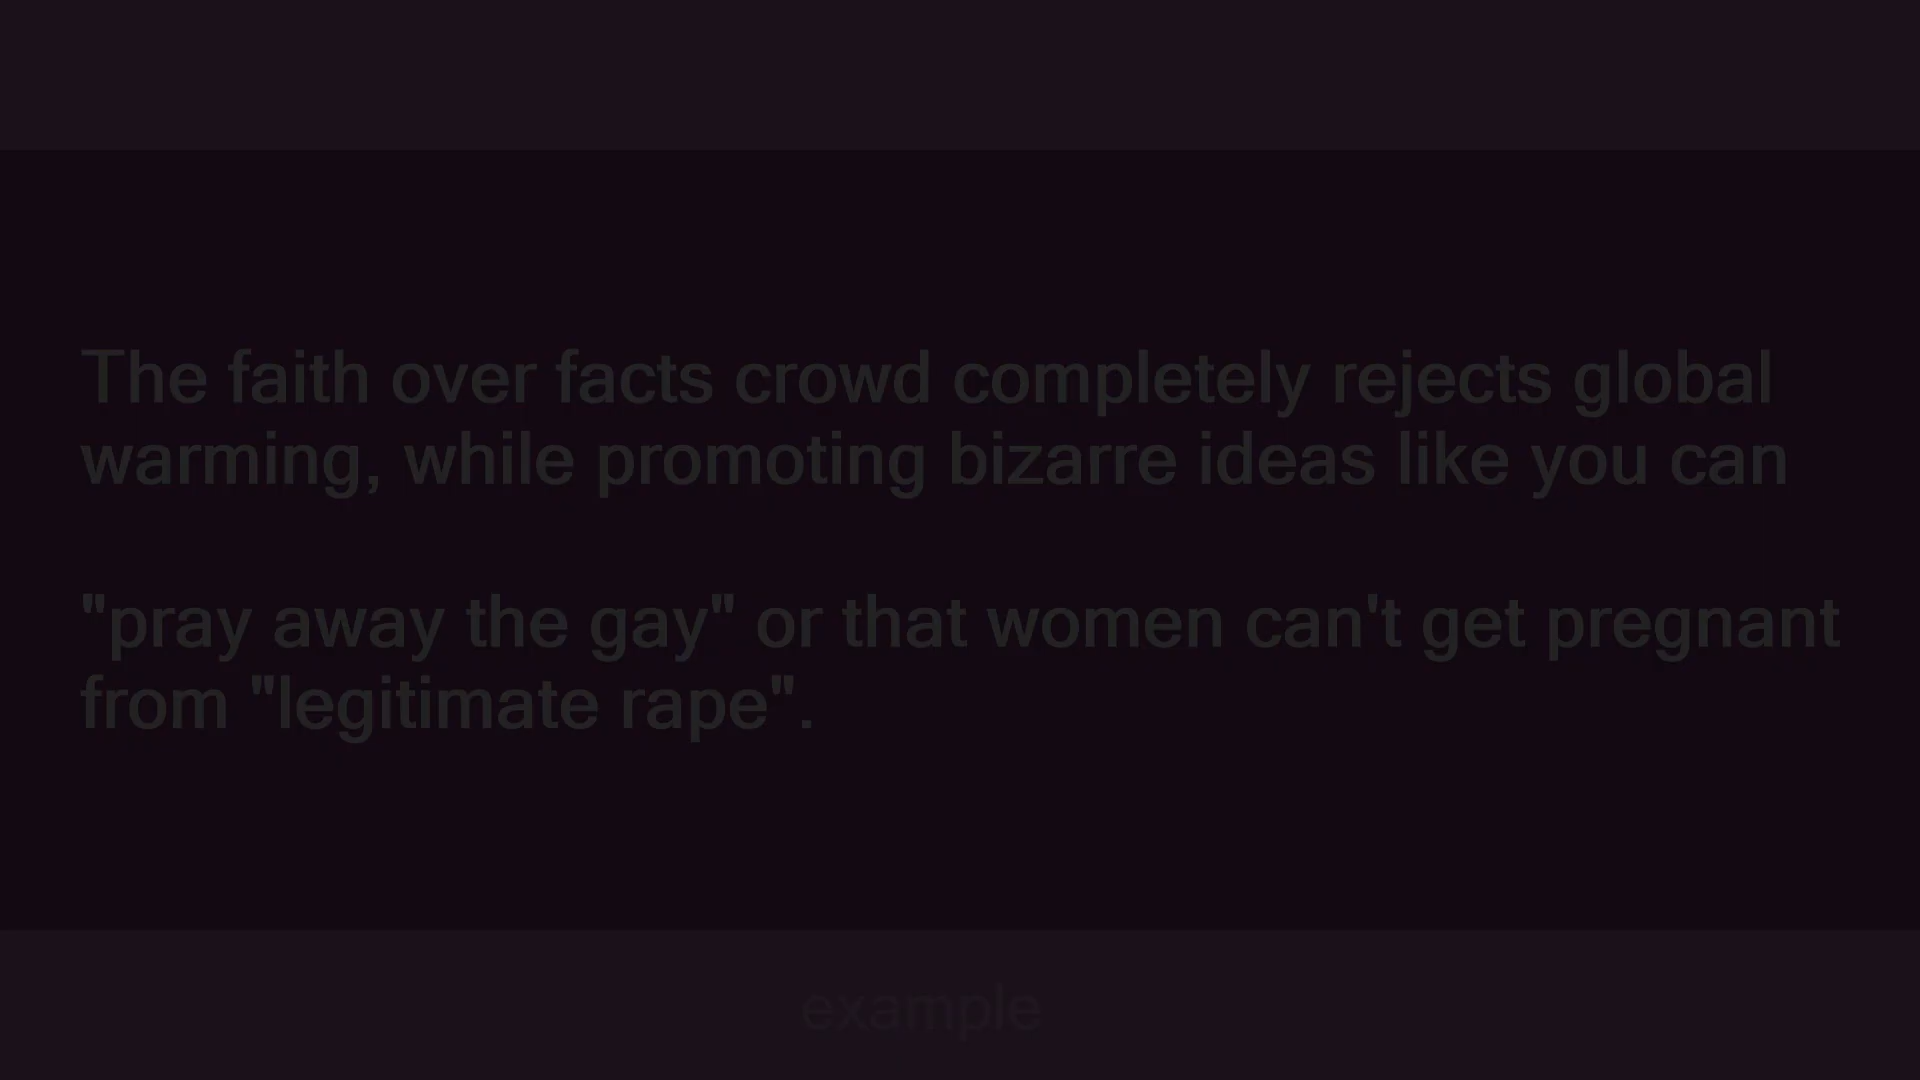 The faith over facts crowd completely rejects global
warming, while promoting bizarre ideas like you can
"pray away the gay" or that women can't get pregnant
from "legitimate rape".
example